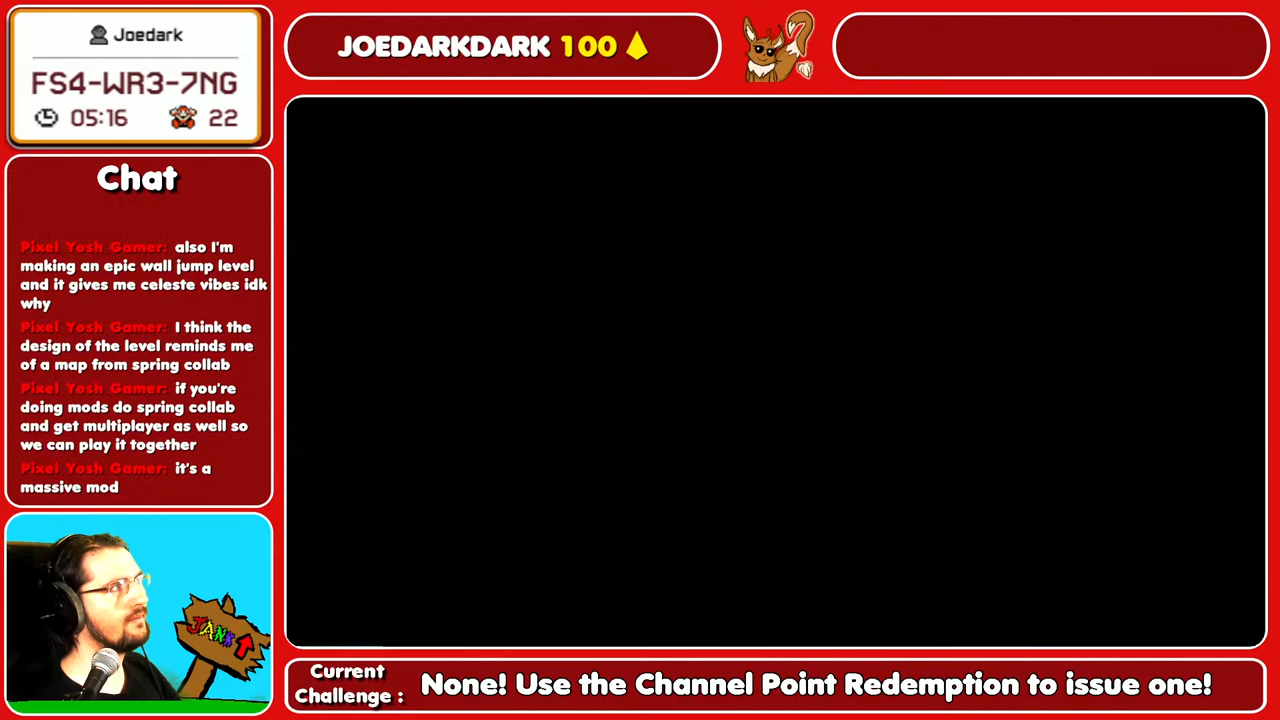 Joedark
FS4-WR3-7NG
05:16 22
JOEDARKDARK 100
Chat
Pixel Yosh Gamer: also I'm
making an epic wall jump level
and it gives me celeste vibes idk
why
Pixel Yosh Gamer: I think the
design of the level reminds me
of a map from spring collab
Pixel Yosh Gamer: if you're
doing mods do spring collab
and get multiplayer as well so
we can play it together
Pixel Yosh Gamer: it's a
massive mod
JANK
Current
Challenge :
None! Use the Channel Point Redemption to issue one!